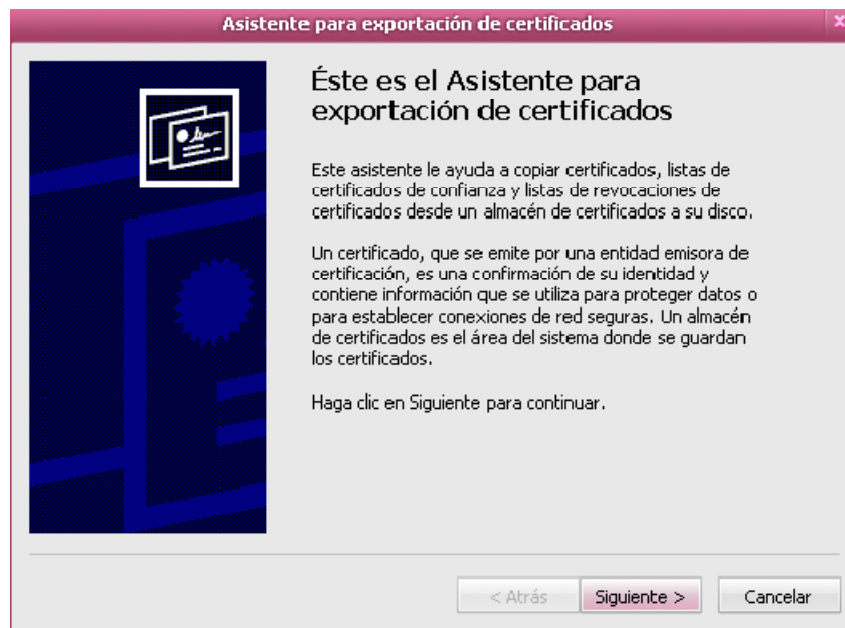 Asistente para exportación de certificados
x
Éste es el Asistente para
exportación de certificados
Este asistente le ayuda a copiar certificados, listas de
certificados de confianza y listas de revocaciones de
certificados desde un almacén de certificados a su disco.
Un certificado, que se emite por una entidad emisora de
certificación, es una confirmación de su identidad y
contiene información que se utiliza para proteger datos o
para establecer conexiones de red seguras. Un almacén
de certificados es el área del sistema donde se guardan
los certificados.
Haga clic en Siguiente para continuar.
< Atrás Siguiente > Cancelar